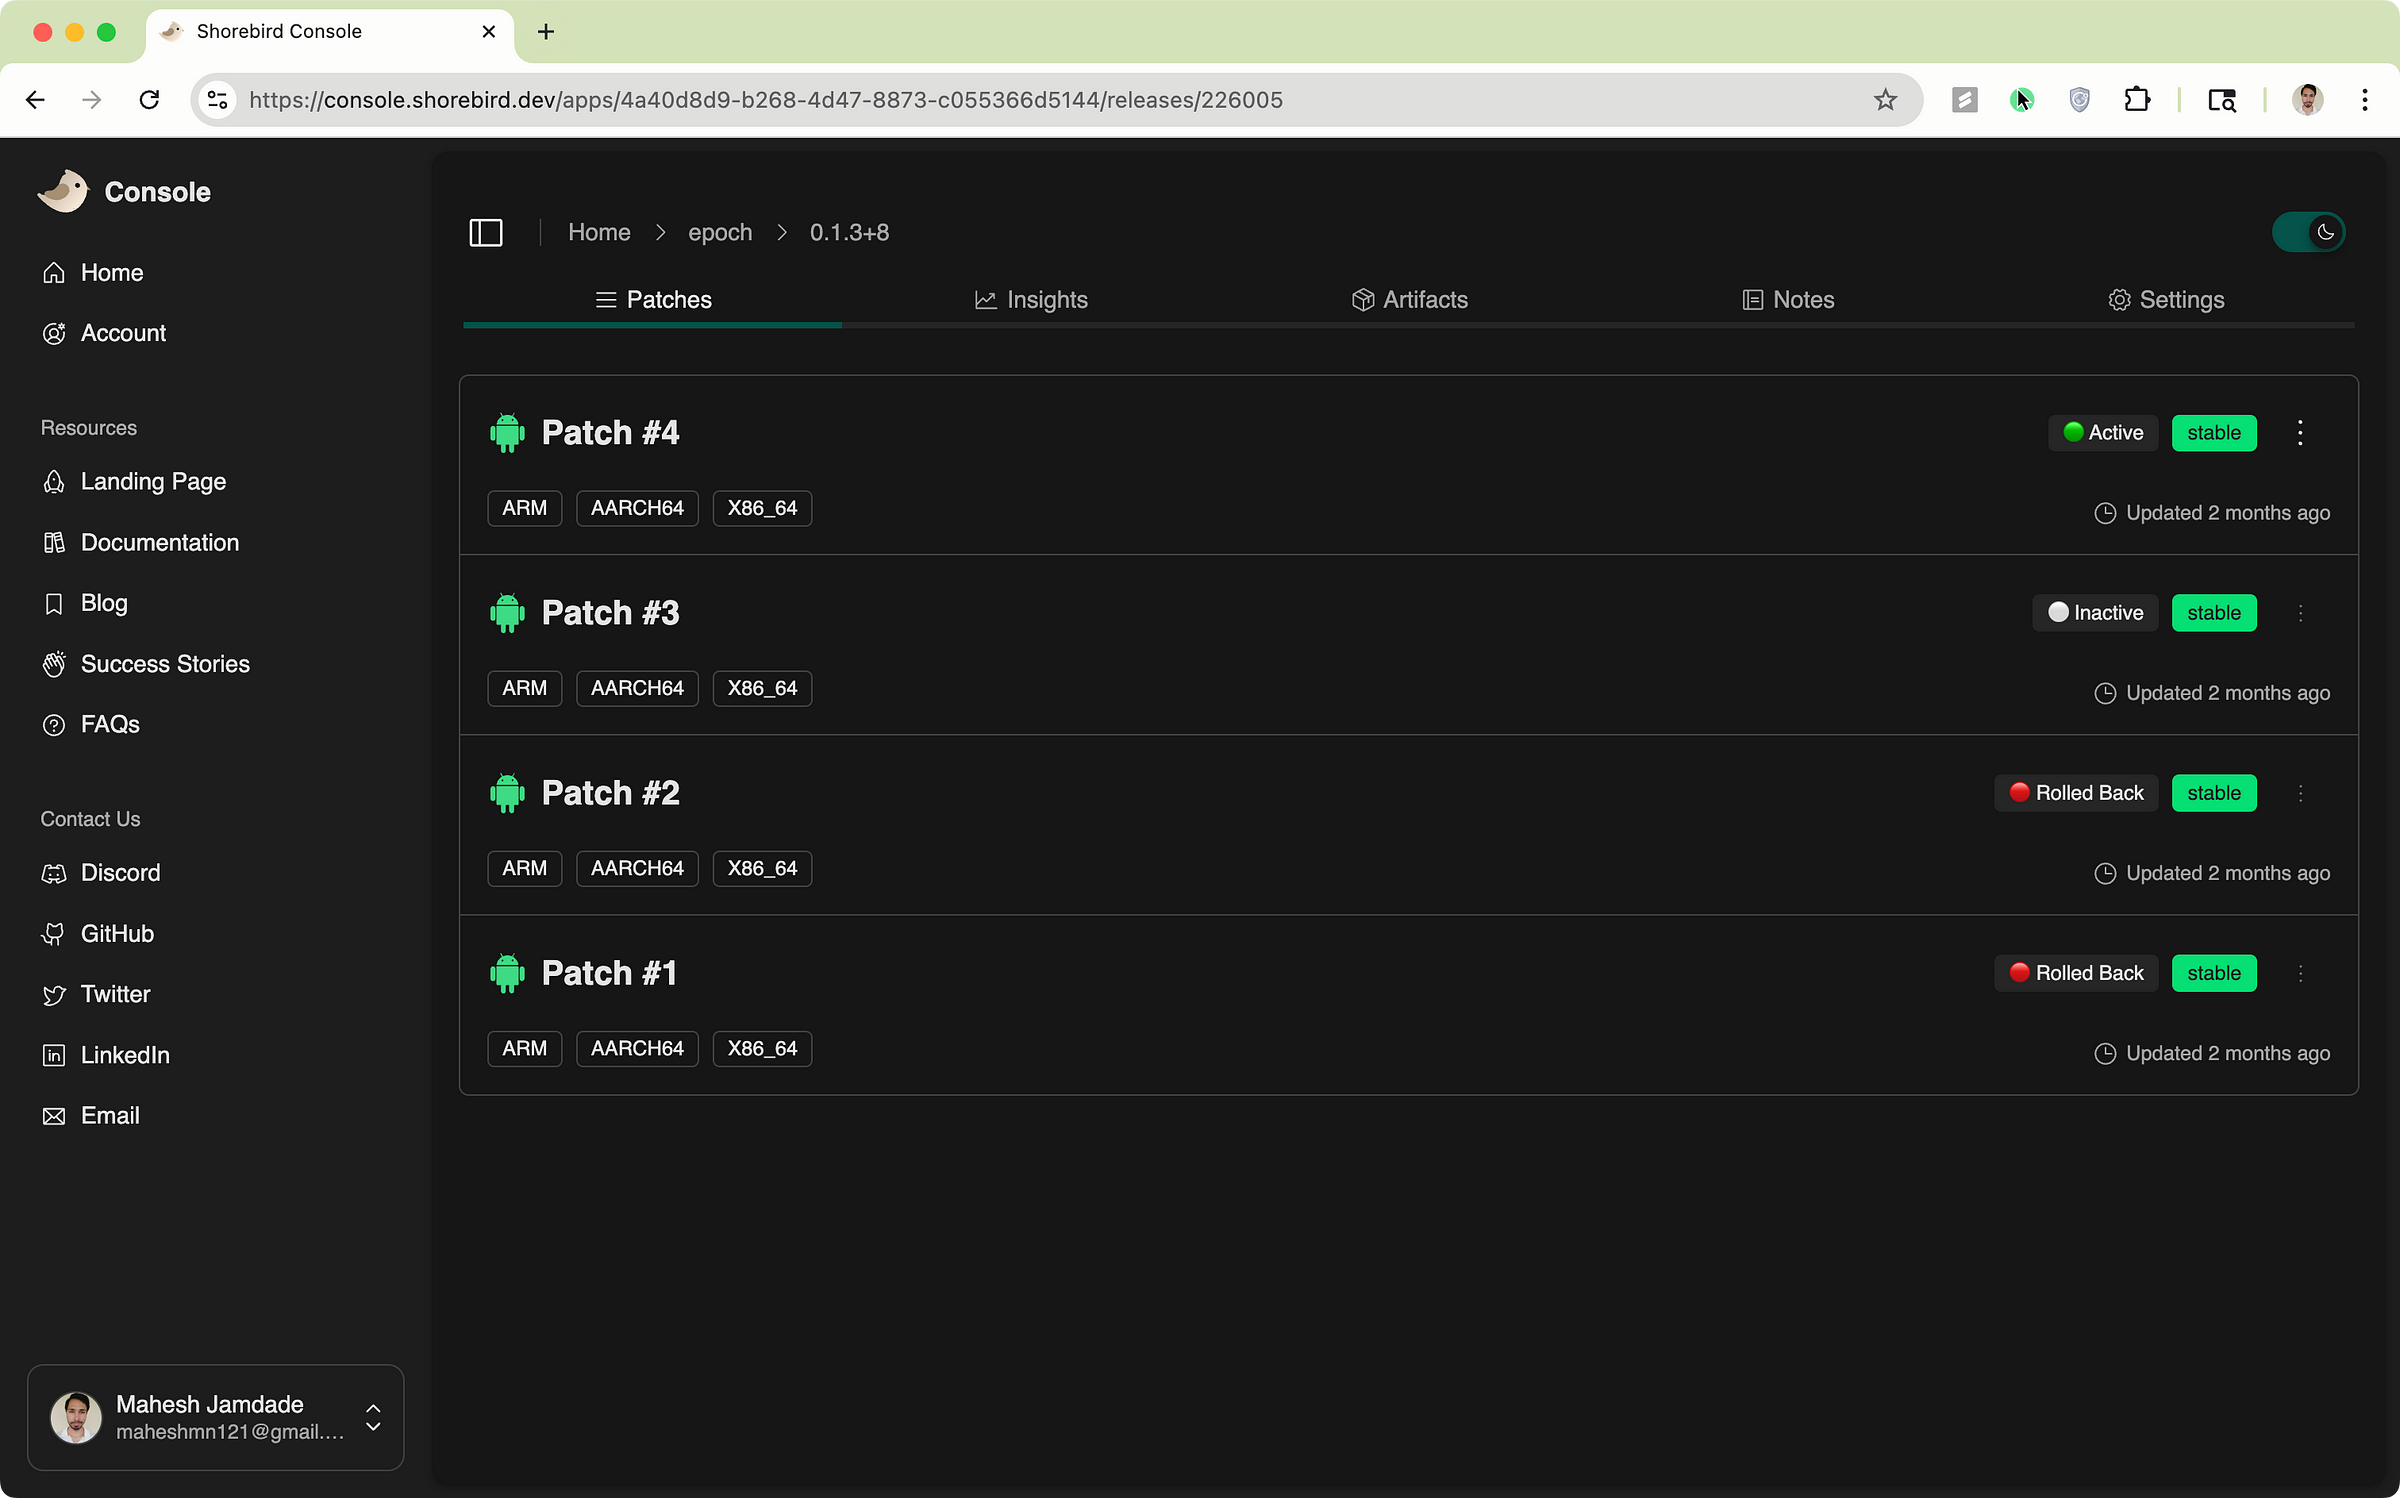 Shorebird Console
https://console.shorebird.dev/apps/4a40d8d9-b268-4d47-8873-c055366d5144/releases/226005
Console
Home
Account
Resources
Landing Page
Documentation
Blog
Success Stories
FAQs
Contact Us
Discord
GitHub
Twitter
LinkedIn
Email
Mahesh Jamdade
maheshmn121@gmail....
Home > epoch > 0.1.3+8
Patches Insights Artifacts Notes Settings
Patch #4 Active stable
ARM AARCH64 X86_64 Updated 2 months ago
Patch #3 Inactive stable
ARM AARCH64 X86_64 Updated 2 months ago
Patch #2 Rolled Back stable
ARM AARCH64 X86_64 Updated 2 months ago
Patch #1 Rolled Back stable
ARM AARCH64 X86_64 Updated 2 months ago